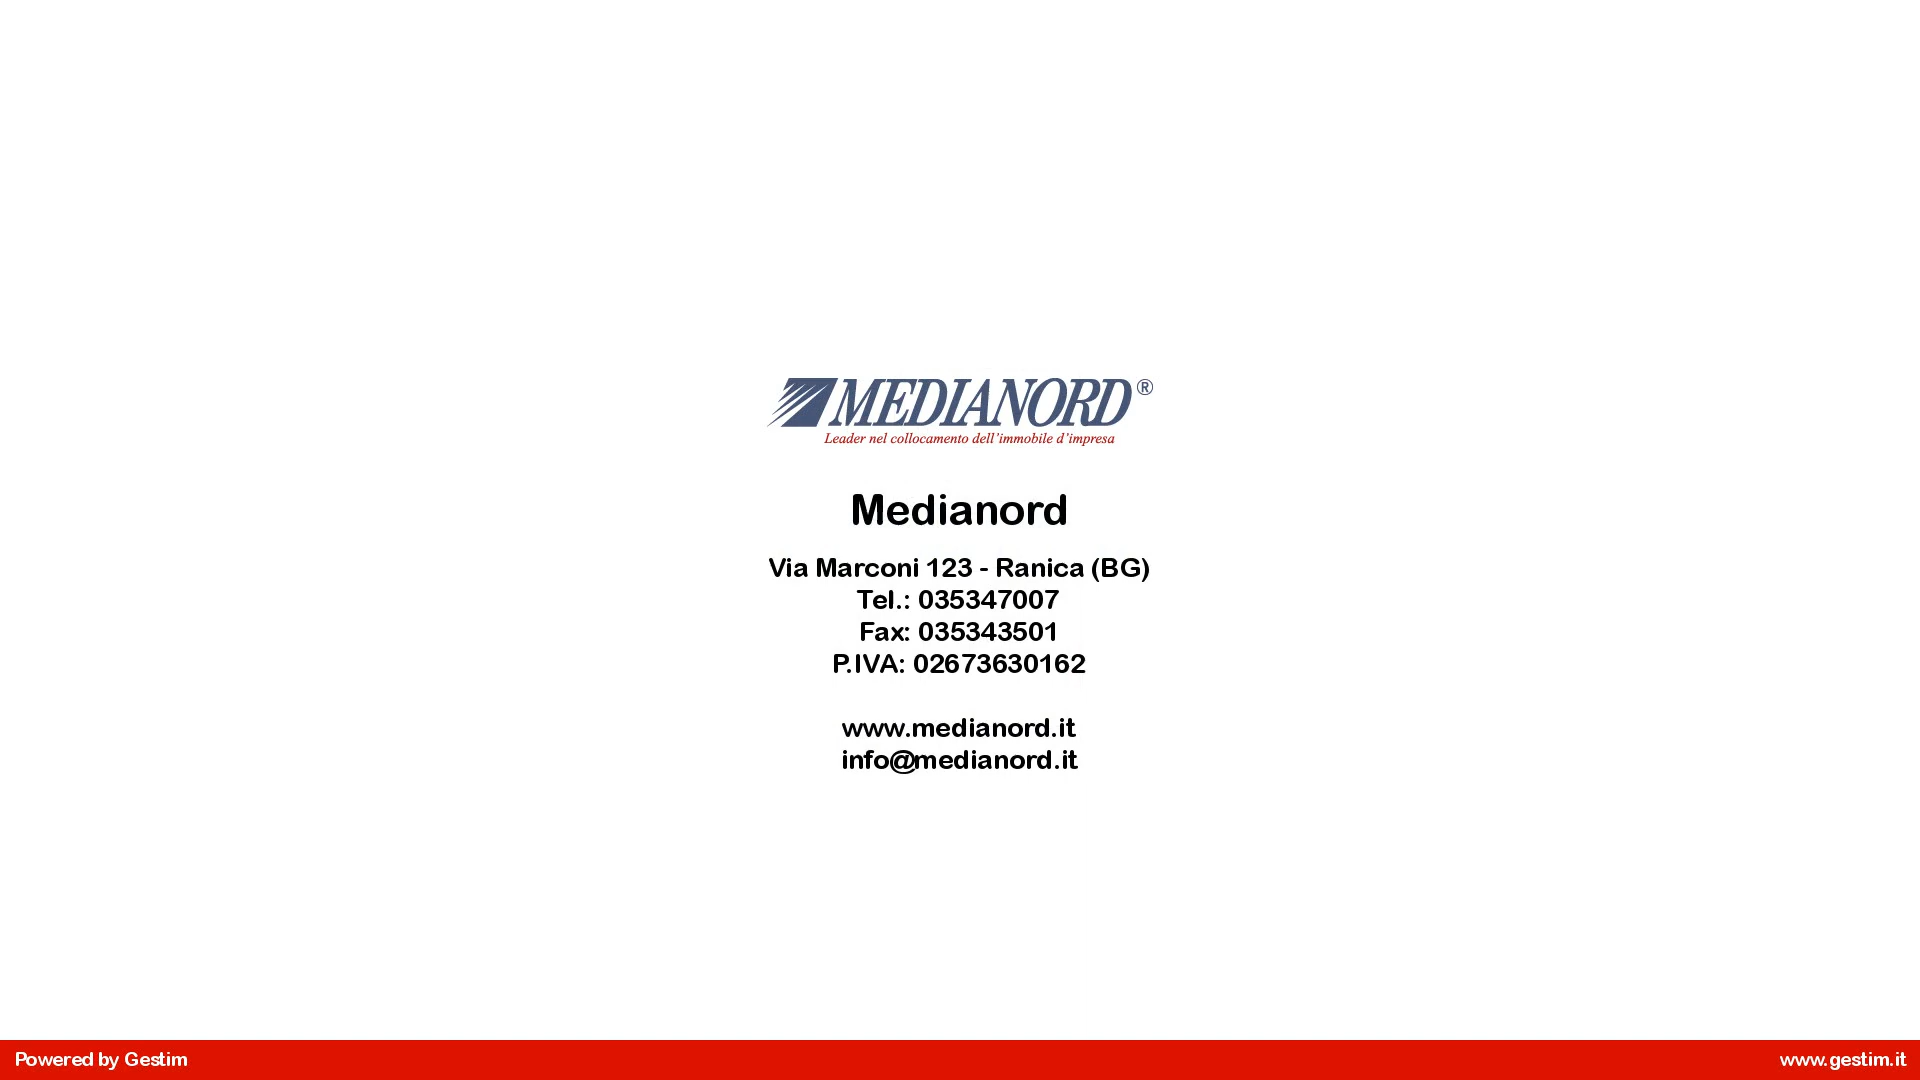 MEDIANORD®
Leader nel collocamento dell'immobile d'impresa
Medianord
Via Marconi 123 - Ranica (BG)
Tel.: 035347007
Fax: 035343501
P.IVA: 02673630162
www.medianord.it
info@medianord.it
Powered by Gestim
www.gestim.it